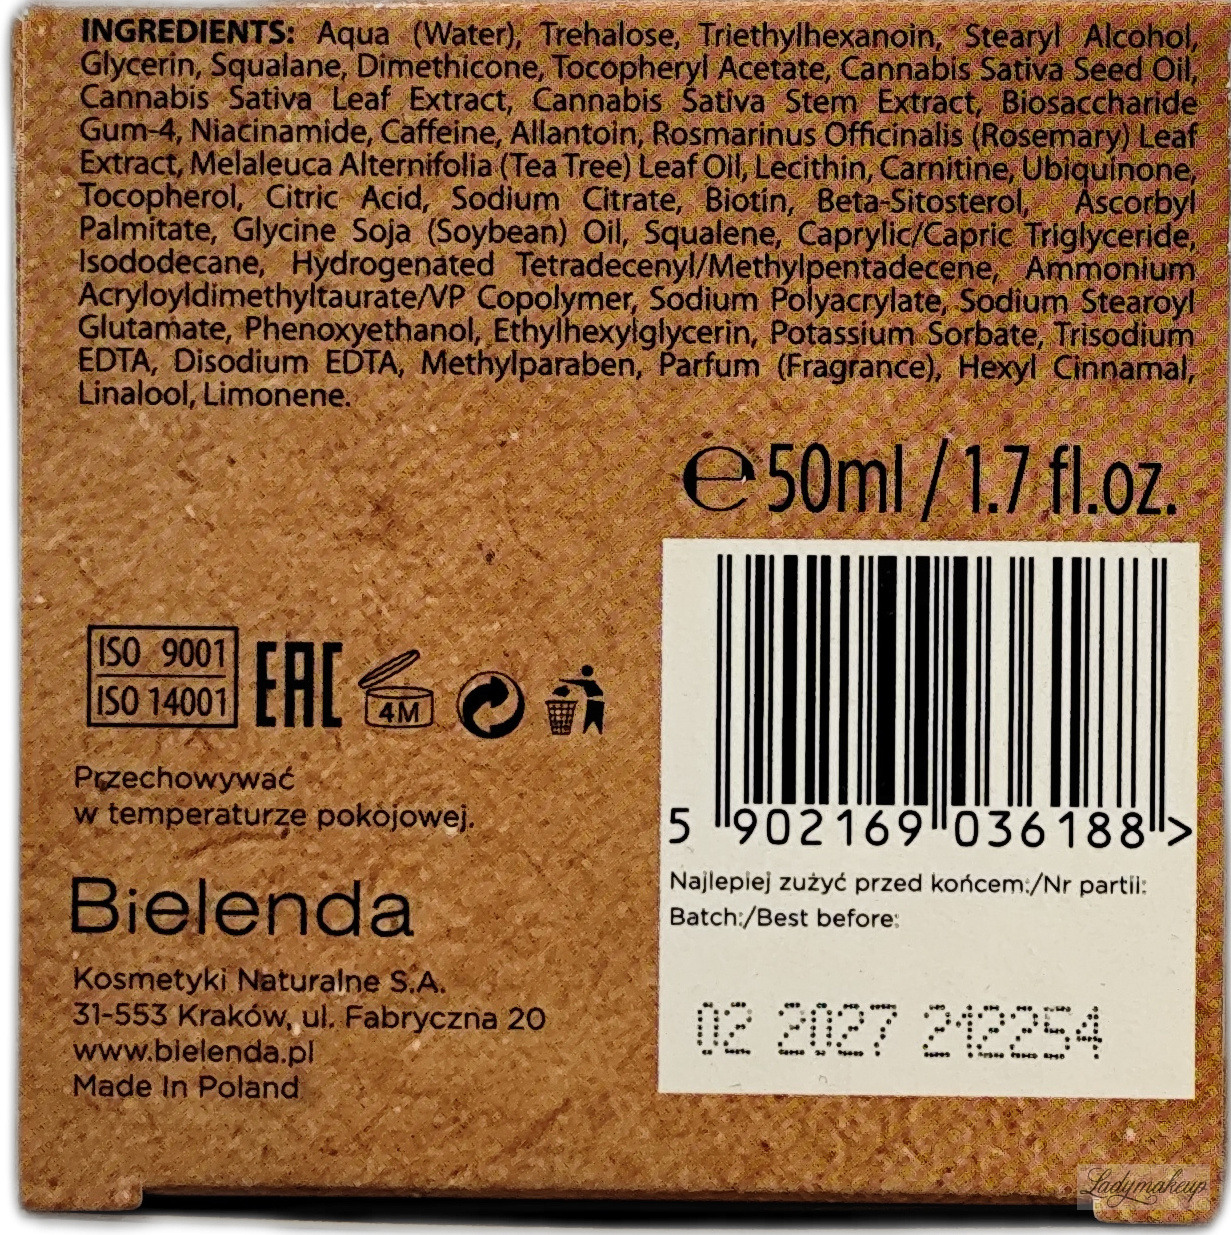 INGREDIENTS: Aqua (Water), Trehalose, Triethylhexanoin, Stearyl Alcohol,
Glycerin, Squalane, Dimethicone, Tocopheryl Acetate, Cannabis Sativa Seed Oil,
Cannabis Sativa Leaf Extract, Cannabis Sativa Stem Extract, Biosaccharide
Gum-4, Niacinamide, Caffeine, Allantoin, Rosmarinus Officinalis (Rosemary) Leaf
Extract, Melaleuca Alternifolia (Tea Tree) Leaf Oil, Lecithin, Carnitine, Ubiquinone,
Tocopherol, Citric Acid, Sodium Citrate, Biotin, Beta-Sitosterol, Ascorbyl
Palmitate, Glycine Soja (Soybean) Oil, Squalene, Caprylic/Capric Triglyceride,
Isododecane, Hydrogenated Tetradecenyl/Methylpentadecene, Ammonium
Acryloyldimethyltaurate/VP Copolymer, Sodium Polyacrylate, Sodium Stearoyl
Glutamate, Phenoxyethanol, Ethylhexylglycerin, Potassium Sorbate, Trisodium
EDTA, Disodium EDTA, Methylparaben, Parfum (Fragrance), Hexyl Cinnamal,
Linalool, Limonene.
℮ 50ml / 1.7 fl.oz.
ISO 9001
ISO 14001
EAC
4M
Przechowywać
w temperaturze pokojowej.
Bielenda
Kosmetyki Naturalne S.A.
31-553 Kraków, ul. Fabryczna 20
www.bielenda.pl
Made In Poland
5 902169 036188 >
Najlepiej zużyć przed końcem:/Nr partii:
Batch:/Best before:
02 2027 212254
Ladymakeup